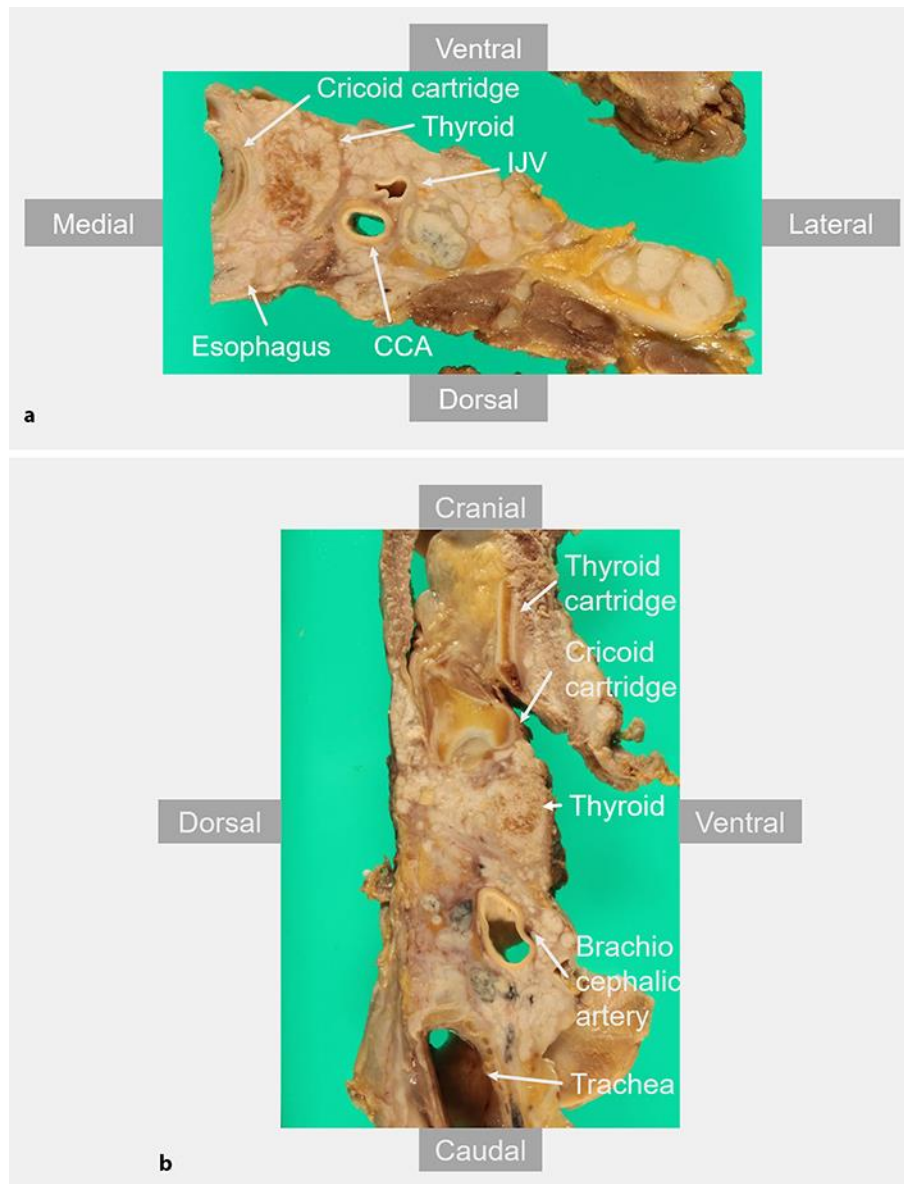 Ventral
Cricoid cartridge
Thyroid
IJV
Medial
Lateral
Esophagus
CCA
Dorsal
a
Cranial
Thyroid
cartridge
Cricoid
cartridge
Dorsal
Thyroid
Ventral
Brachio
cephalic
artery
Trachea
Caudal
b